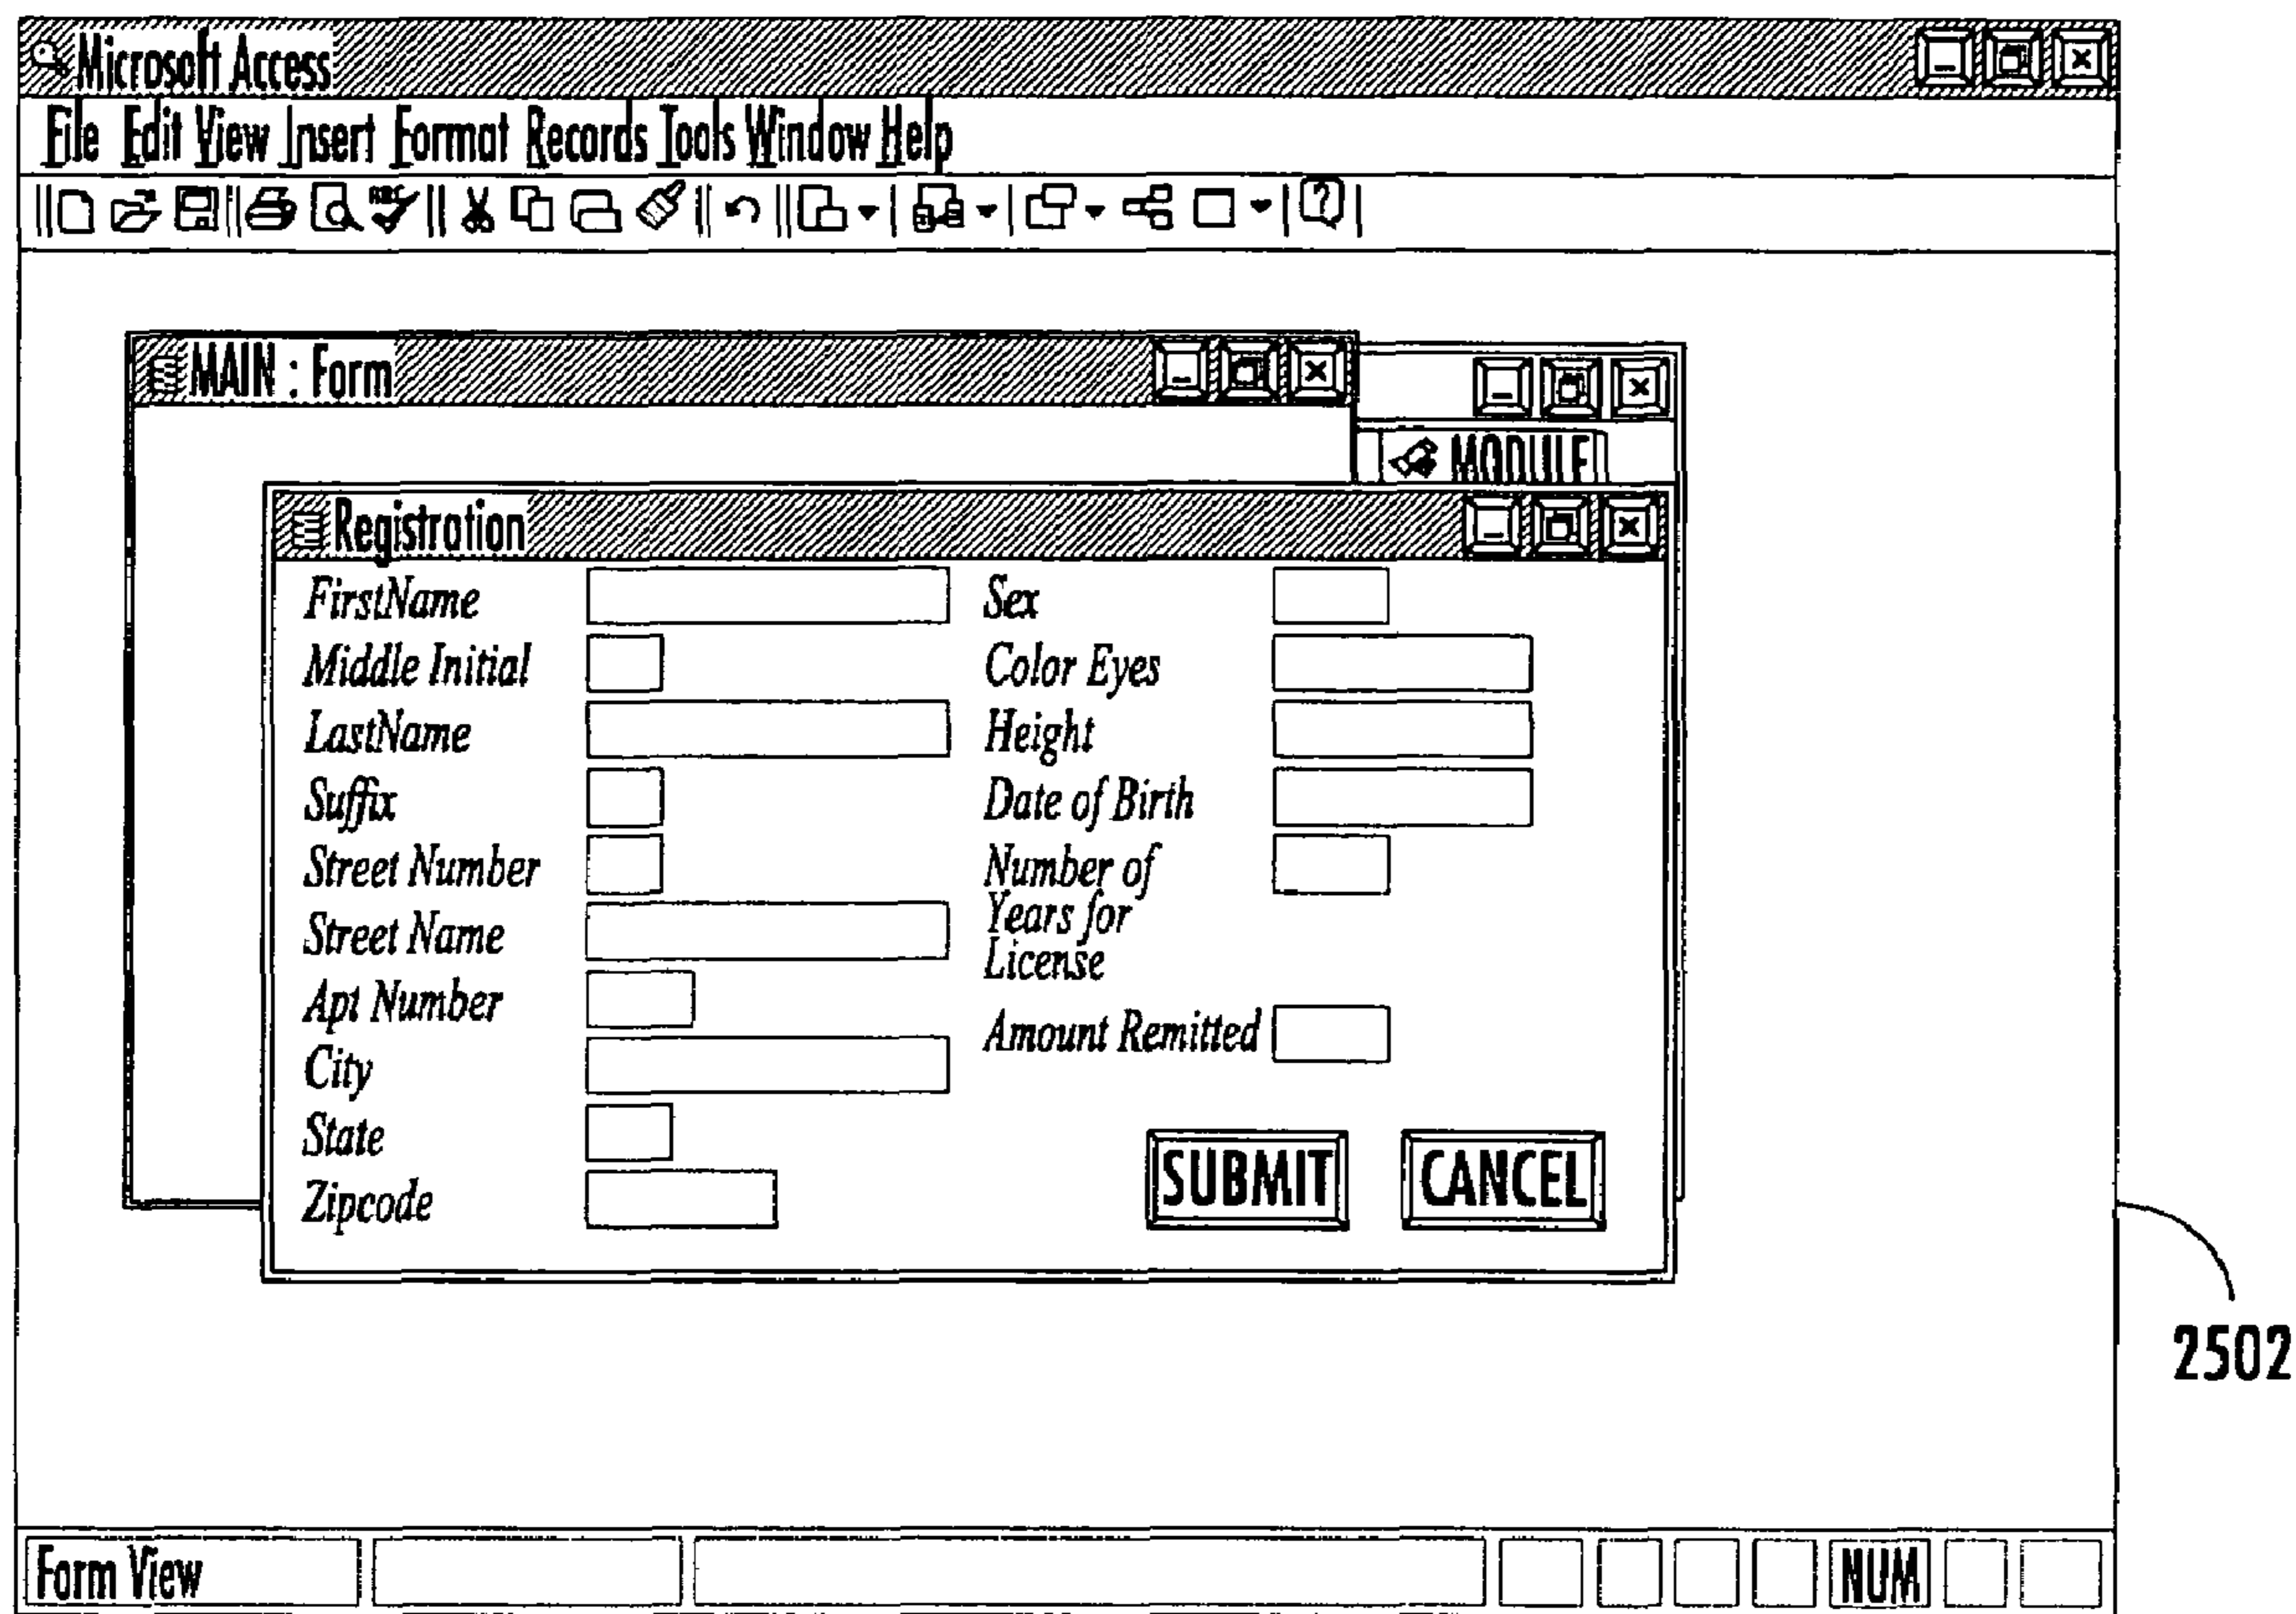 Microsoft Access
File Edit View Insert Format Records Tools Window Help
ABC
MAIN : Form
MODULE
Registration
FirstName
Middle Initial
LastName
Suffix
Street Number
Street Name
Apt Number
City
State
Zipcode
Sex
Color Eyes
Height
Date of Birth
Number of
Years for
License
Amount Remitted
SUBMIT CANCEL
2502
Form View NUM